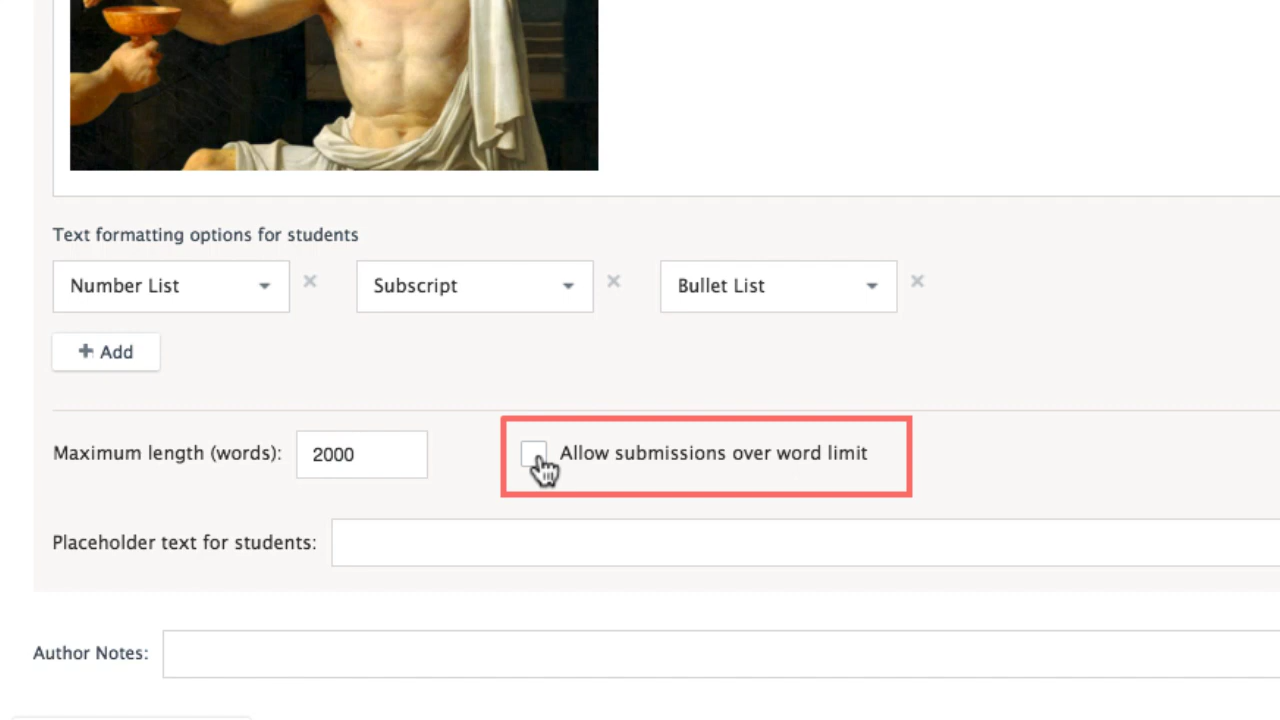 Text formatting options for students
Number List × Subscript × Bullet List ×
+ Add
Maximum length (words): 2000 Allow submissions over word limit
Placeholder text for students:
Author Notes: